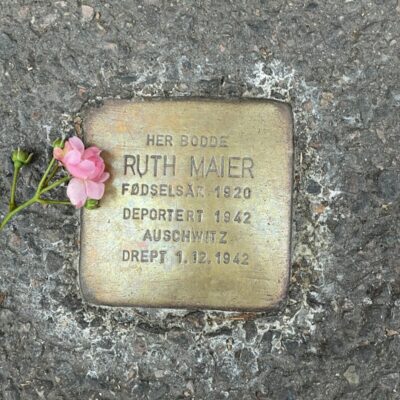 HER BODDE
RUTH MAIER
FØDSELSÅR 1920
DEPORTERT 1942
AUSCHWITZ
DREPT 1.12.1942